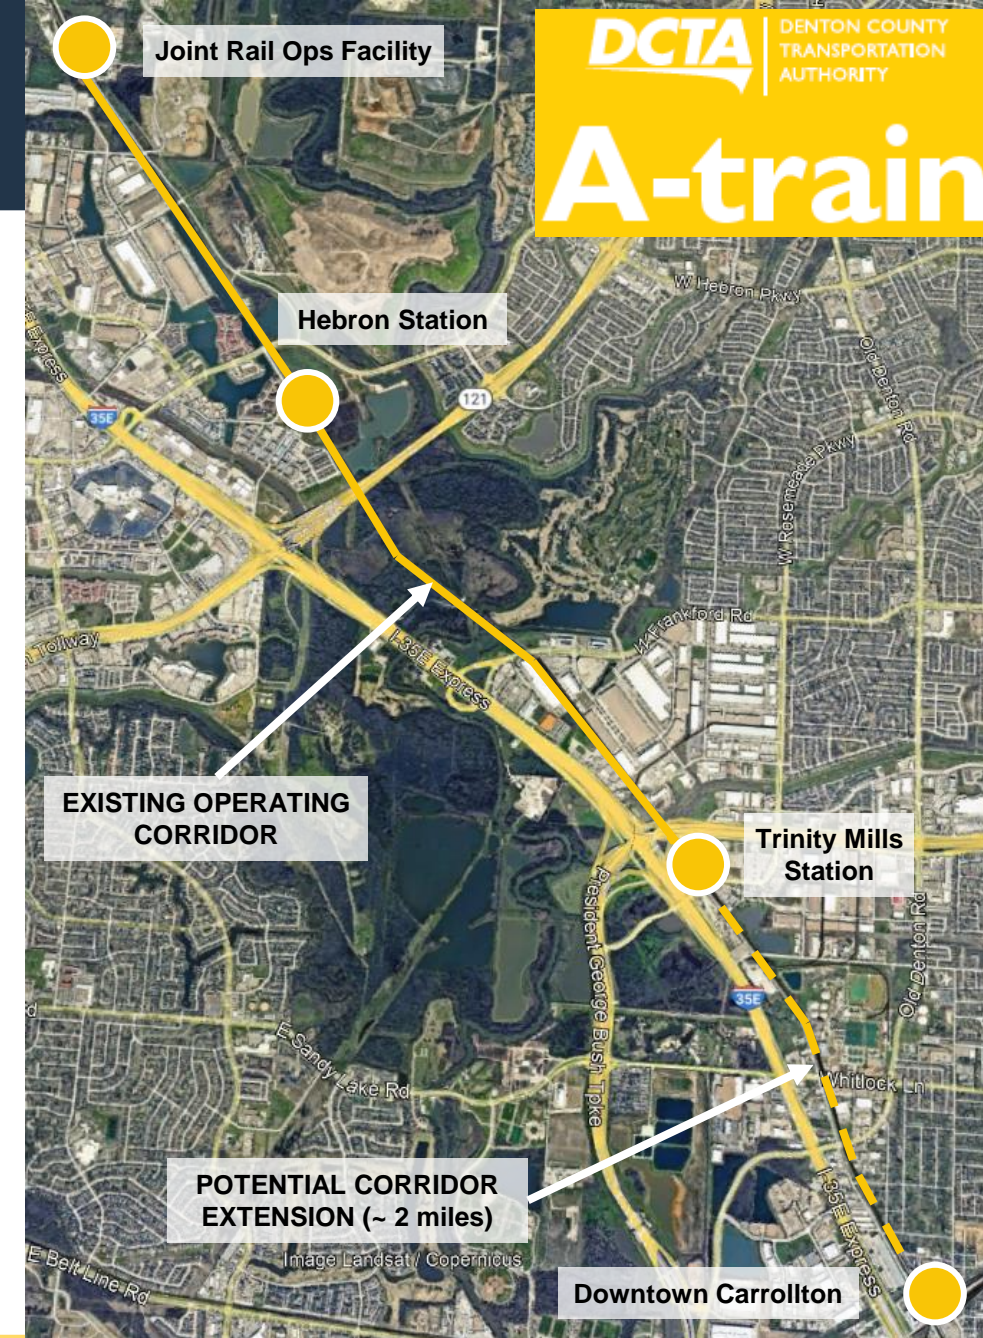 DCTA
DENTON COUNTY
TRANSPORTATION
AUTHORITY
A-train
Joint Rail Ops Facility
W Hebron Pkwy
Hebron Station
Old Denton Rd
Express
35E
121
W Rosemeade Pkwy
W Frankford Rd
Tollway
I-35E Express
EXISTING OPERATING
CORRIDOR
Trinity Mills
Station
President George Bush Tpke
Old Denton Rd
35E
E Sandy Lake Rd
Whitlock Ln
POTENTIAL CORRIDOR
EXTENSION (~ 2 miles)
I-35E Express
Image Landsat / Copernicus
E Belt Line Rd
Downtown Carrollton